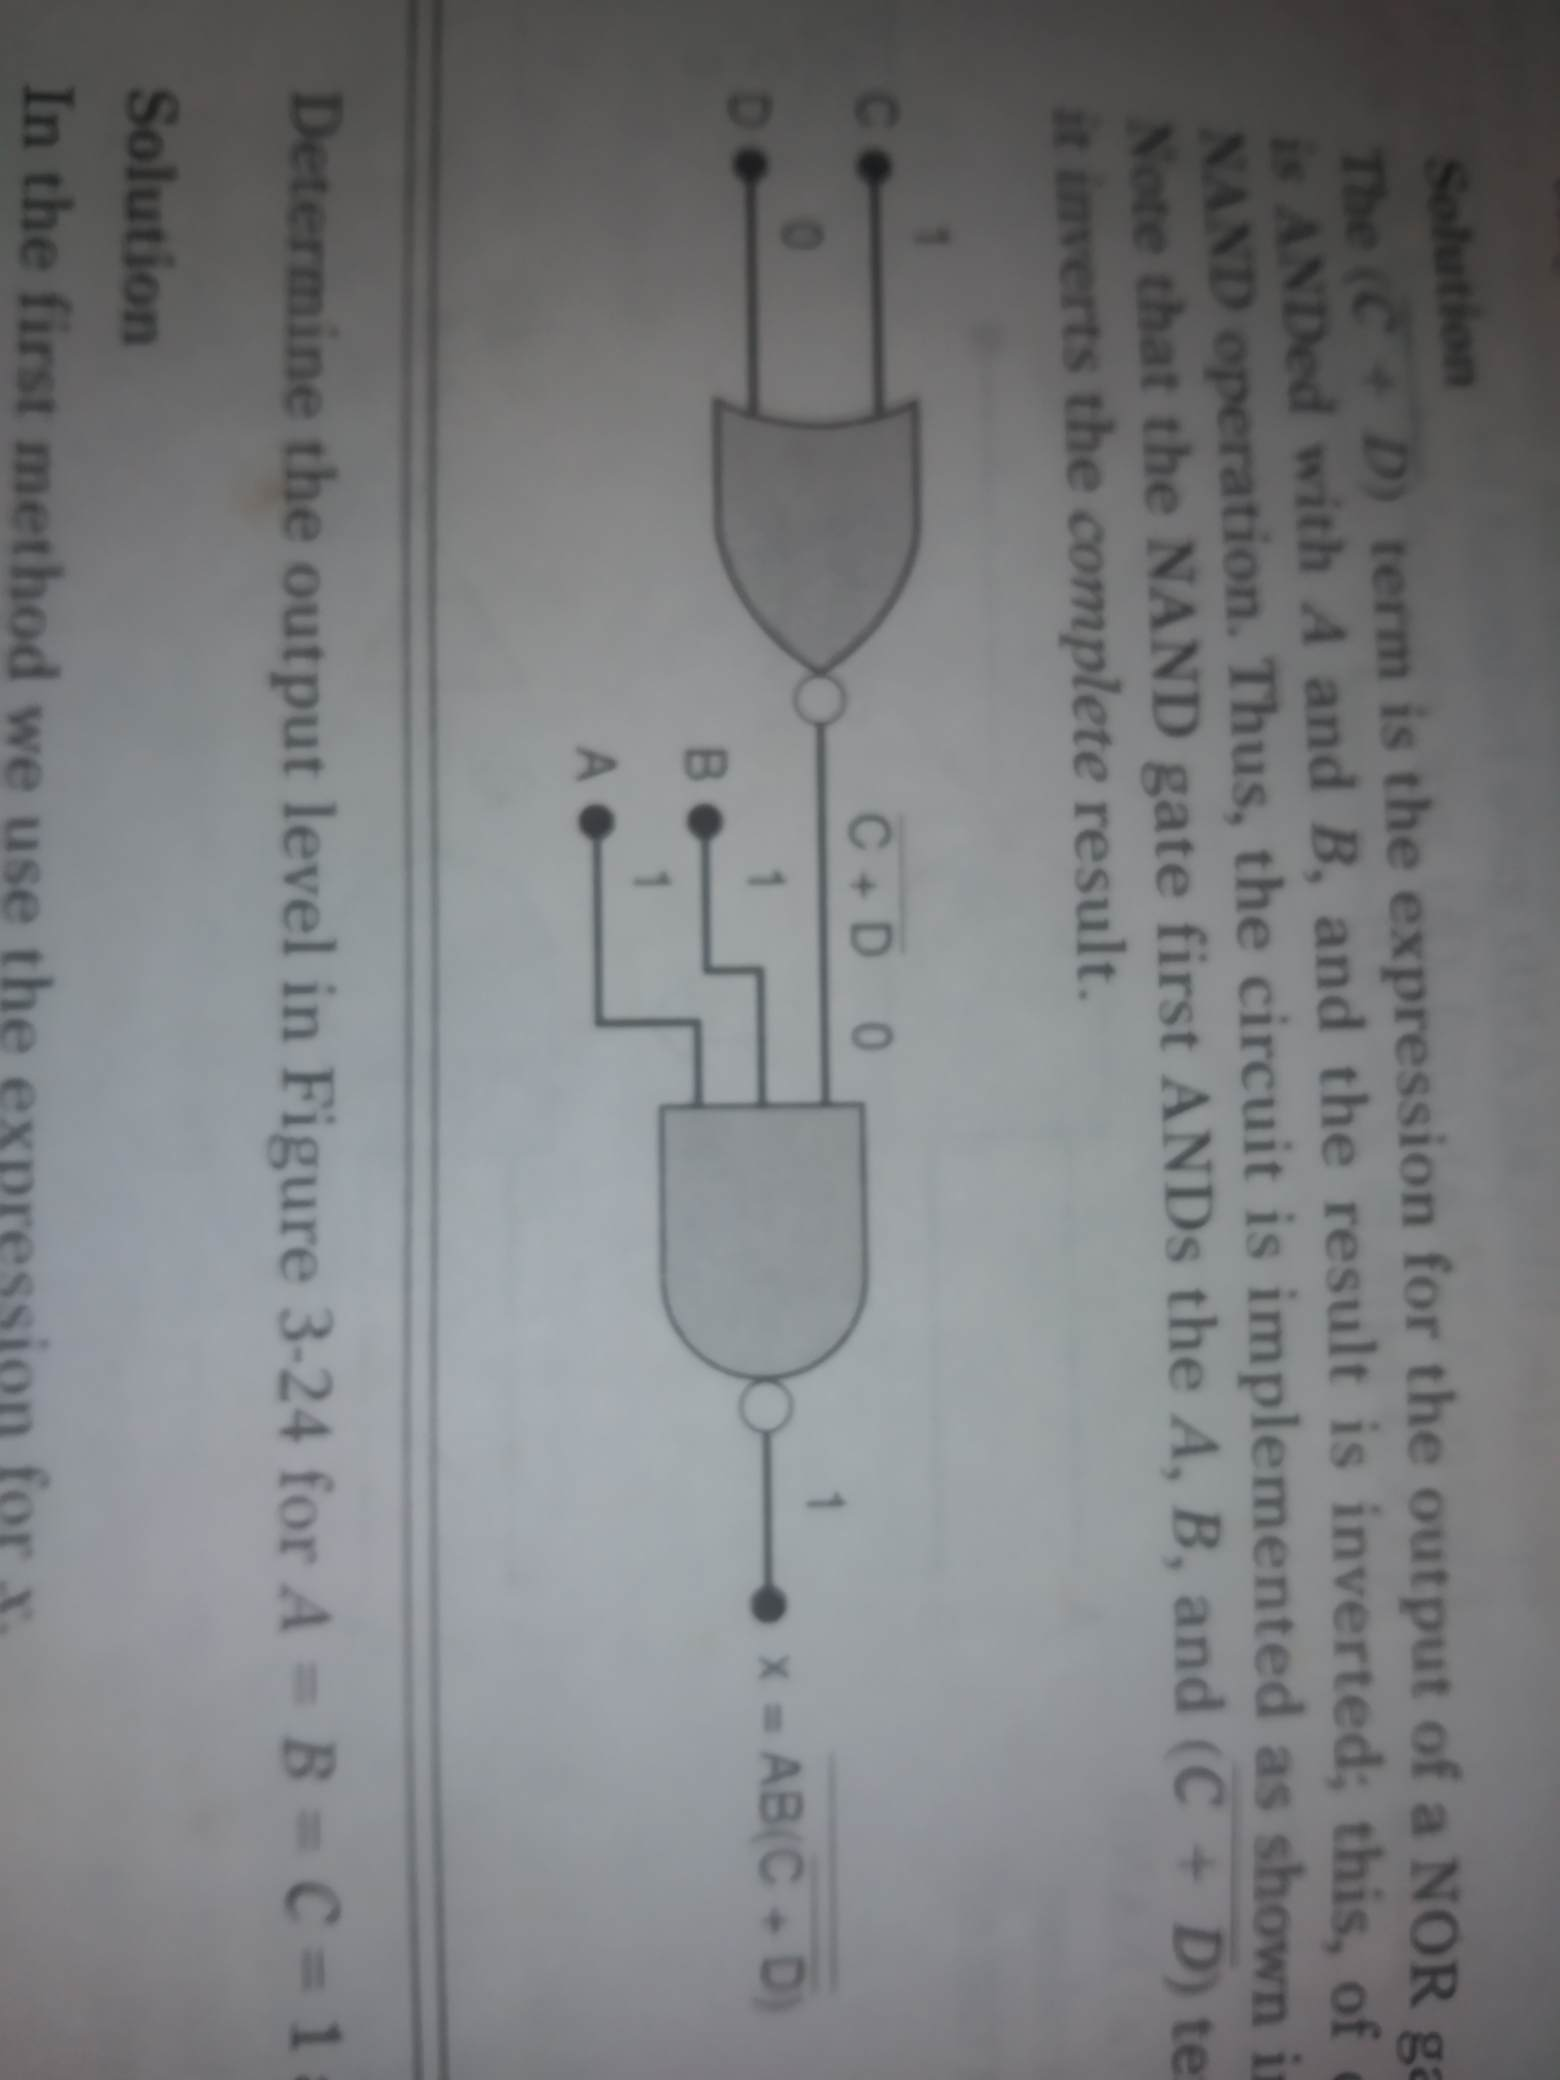 Solution
The (C̅ ̅+̅ ̅D̅) term is the expression for the output of a NOR
is ANDed with A and B, and the result is inverted; this, of
NAND operation. Thus, the circuit is implemented as shown
Note that the NAND gate first ANDs the A, B, and (C̅ ̅+̅ ̅D̅)
it inverts the complete result.
C 1
D 0
C̅ ̅+̅ ̅D̅ 0
B 1
A 1
1
x = A̅B̅(̅C̅ ̅+̅ ̅D̅)̅
Determine the output level in Figure 3-24 for A = B = C = 1
Solution
In the first method we use the expression for x.